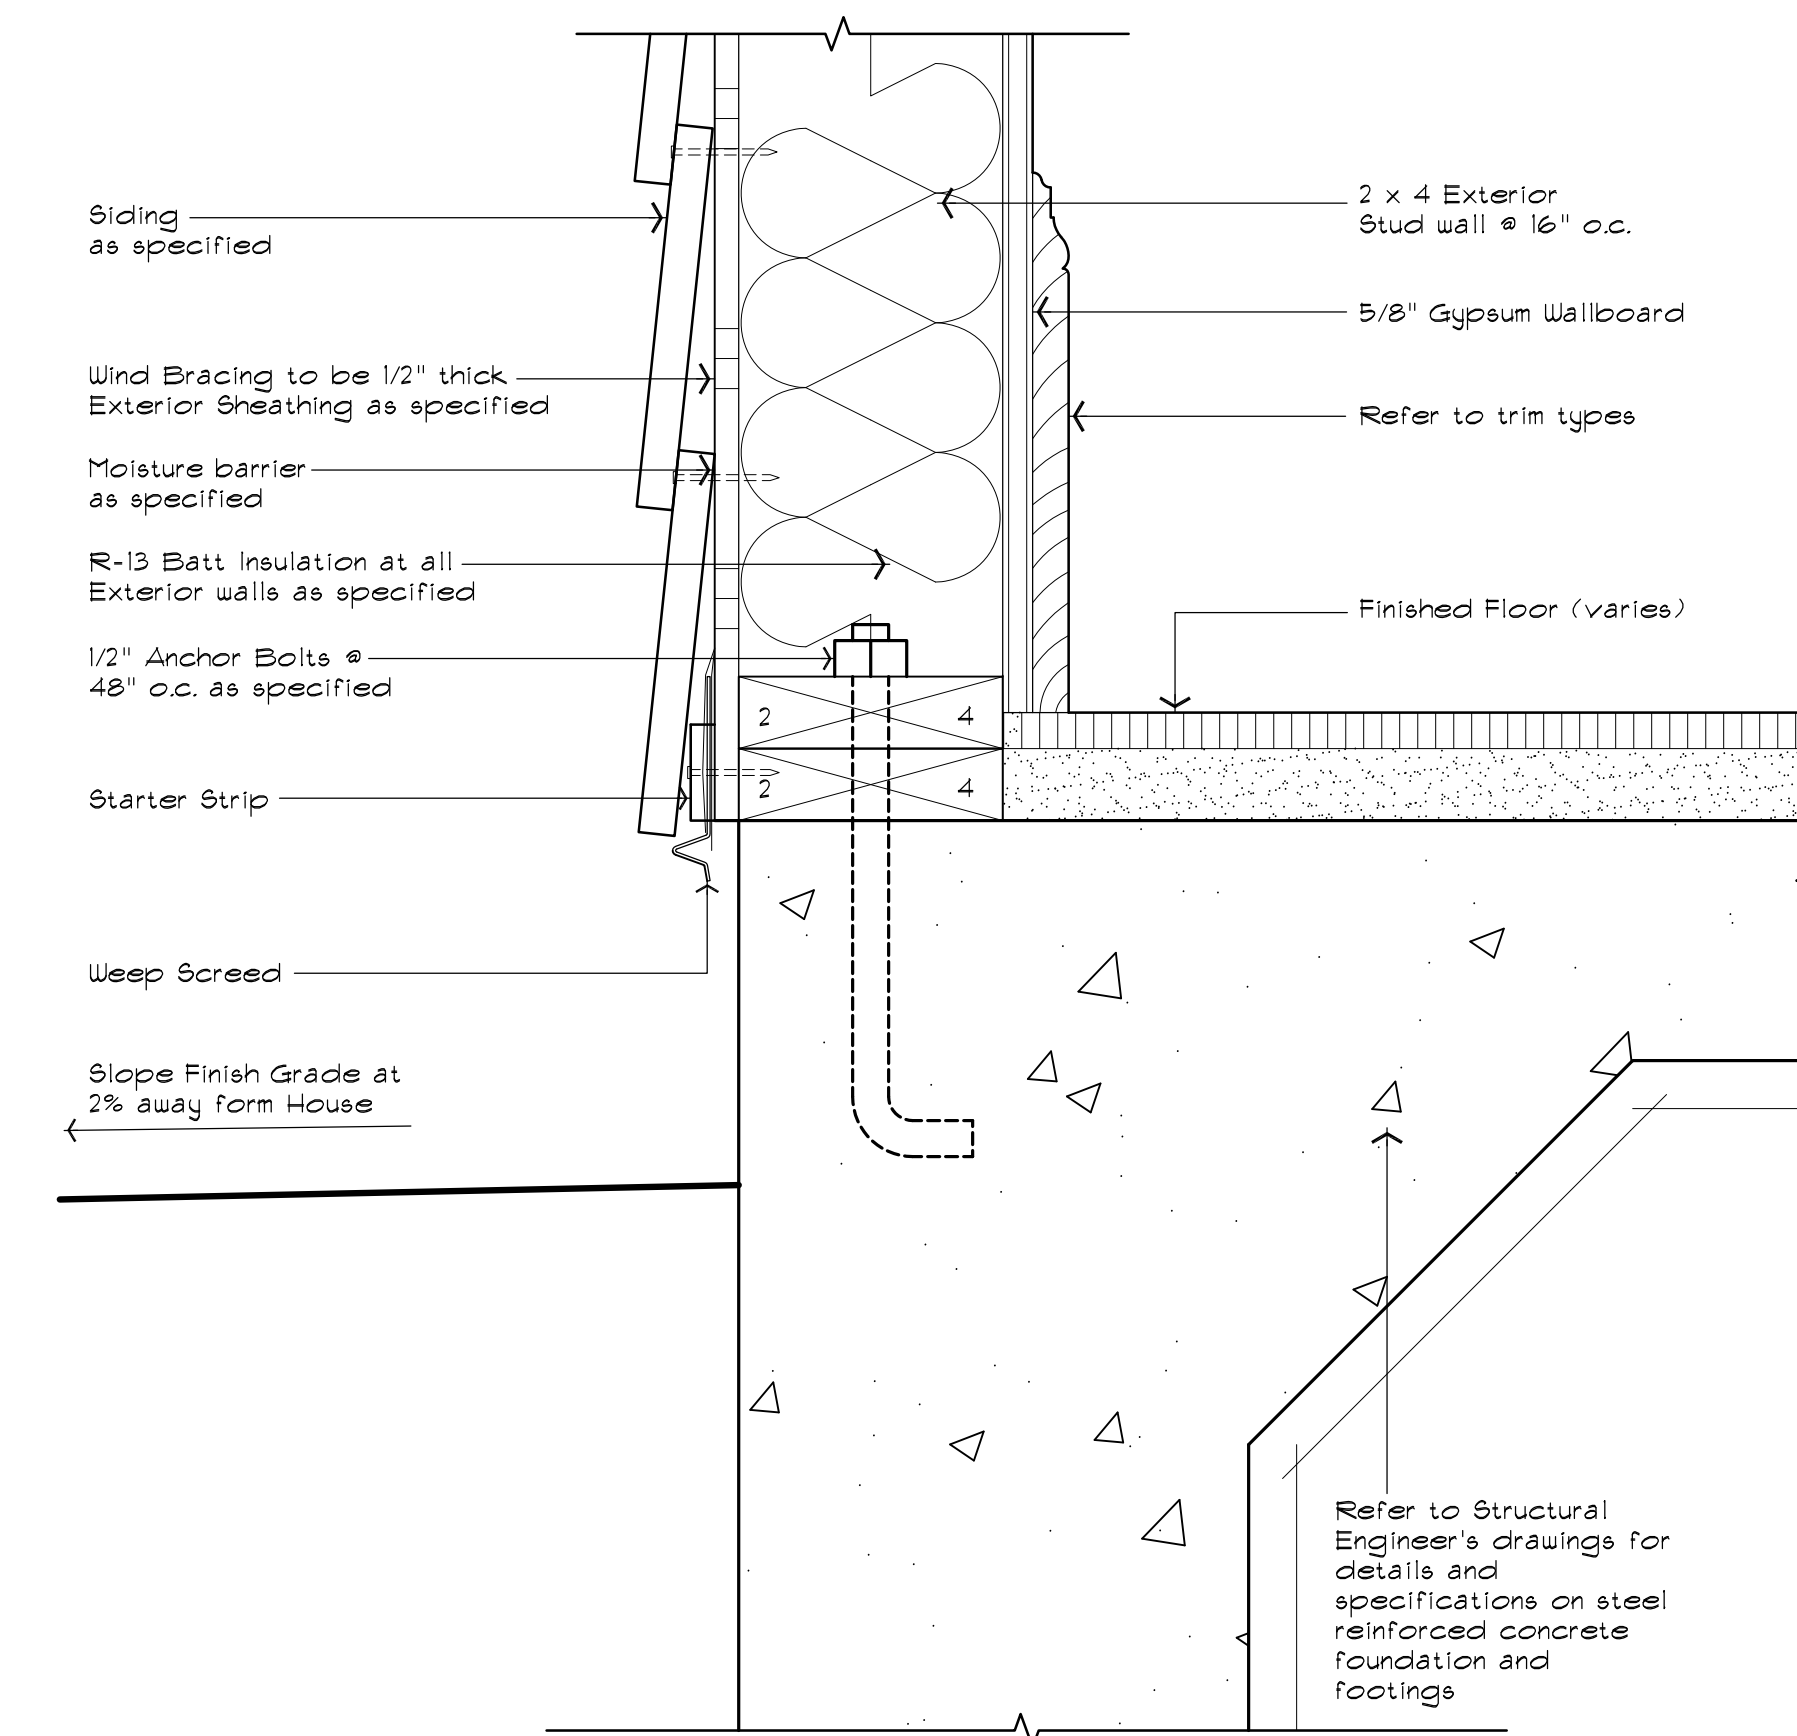 Siding
as specified
Wind Bracing to be 1/2" thick
Exterior Sheathing as specified
Moisture barrier
as specified
R-13 Batt Insulation at all
Exterior walls as specified
1/2" Anchor Bolts @
48" o.c. as specified
Starter Strip
Weep Screed
Slope Finish Grade at
2% away form House
2 4
2 4
2 x 4 Exterior
Stud wall @ 16" o.c.
5/8" Gypsum Wallboard
Refer to trim types
Finished Floor (varies)
Refer to Structural
Engineer's drawings for
details and
specifications on steel
reinforced concrete
foundation and
footings